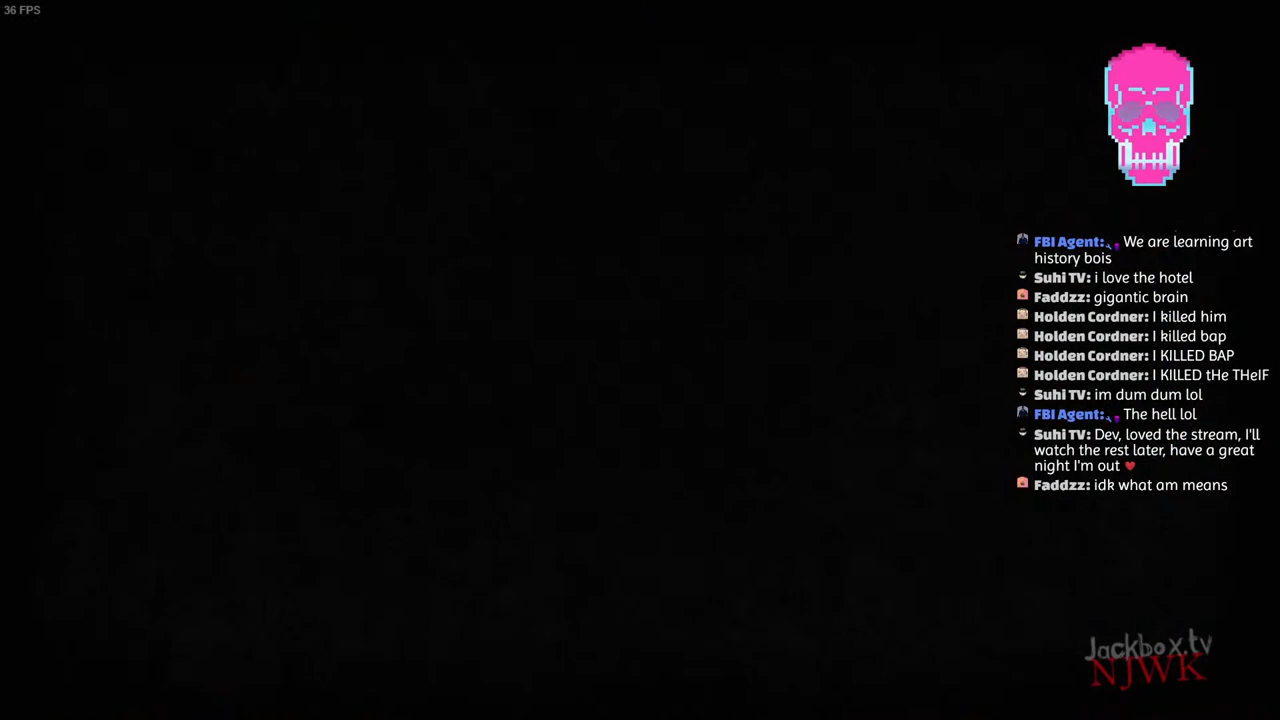 36 FPS
FBI Agent: We are learning art
history bois
Suhi TV: i love the hotel
Faddzz: gigantic brain
Holden Cordner: I killed him
Holden Cordner: I killed bap
Holden Cordner: I KILLED BAP
Holden Cordner: I KILLED tHe THeIF
Suhi TV: im dum dum lol
FBI Agent: The hell lol
Suhi TV: Dev, loved the stream, I'll
watch the rest later, have a great
night I'm out ❤
Faddzz: idk what am means
Jackbox.tv
NJWK